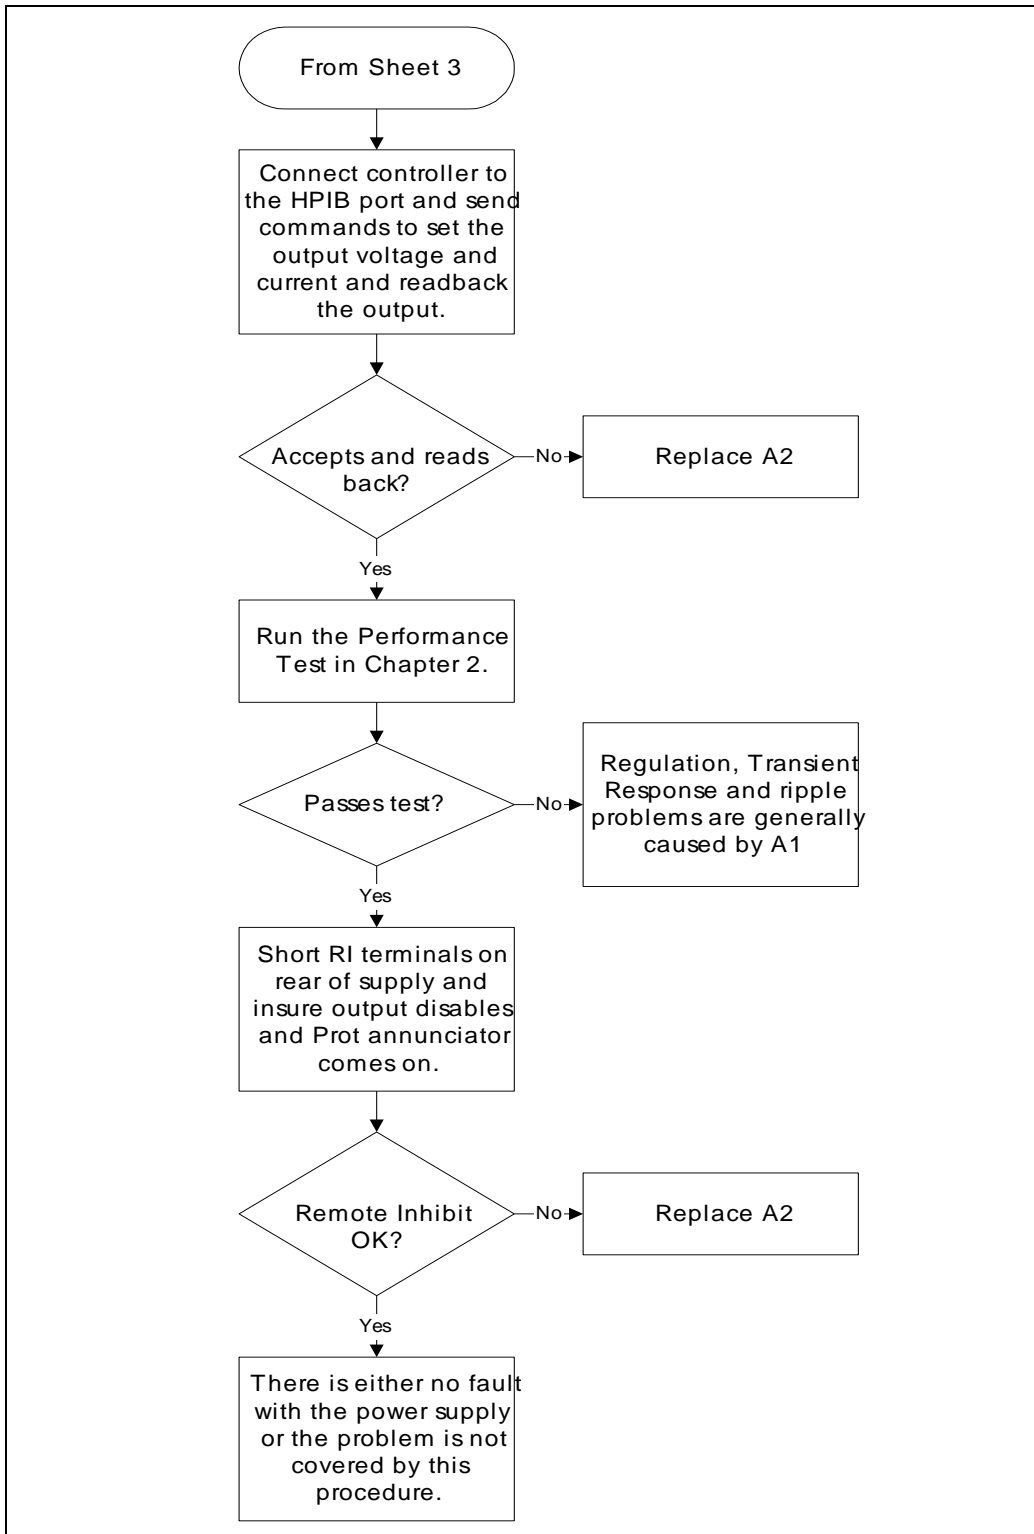 From Sheet 3
Connect controller to
the HPIB port and send
commands to set the
output voltage and
current and readback
the output.
Accepts and reads
back?
No
Replace A2
Yes
Run the Performance
Test in Chapter 2.
Passes test?
No
Regulation, Transient
Response and ripple
problems are generally
caused by A1
Yes
Short RI terminals on
rear of supply and
insure output disables
and Prot annunciator
comes on.
Remote Inhibit
OK?
No
Replace A2
Yes
There is either no fault
with the power supply
or the problem is not
covered by this
procedure.